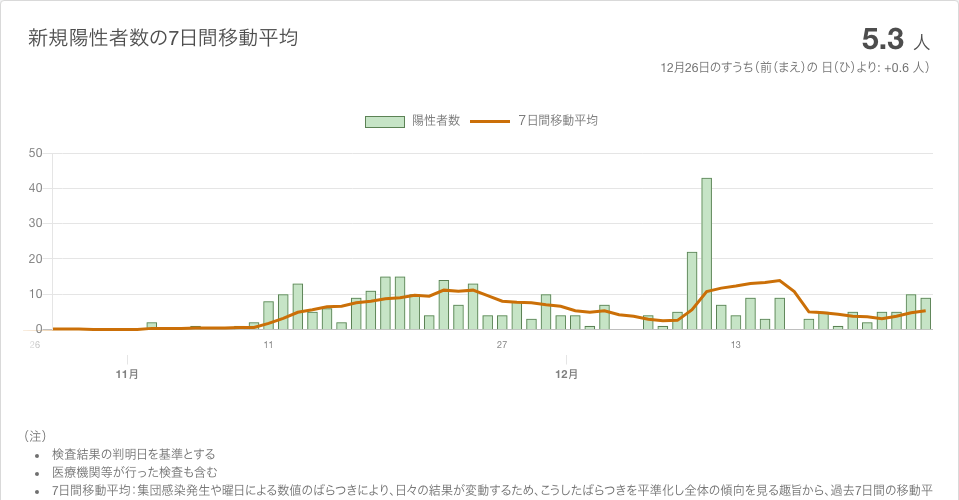 新規陽性者数の7日間移動平均
5.3 人
12月26日のすうち（前（まえ）の 日（ひ）より: +0.6 人）
陽性者数 7日間移動平均
50
40
30
20
10
0
26 11 27 13
11月 12月
（注）
• 検査結果の判明日を基準とする
• 医療機関等が行った検査も含む
• 7日間移動平均：集団感染発生や曜日による数値のばらつきにより、日々の結果が変動するため、こうしたばらつきを平準化し全体の傾向を見る趣旨から、過去7日間の移動平